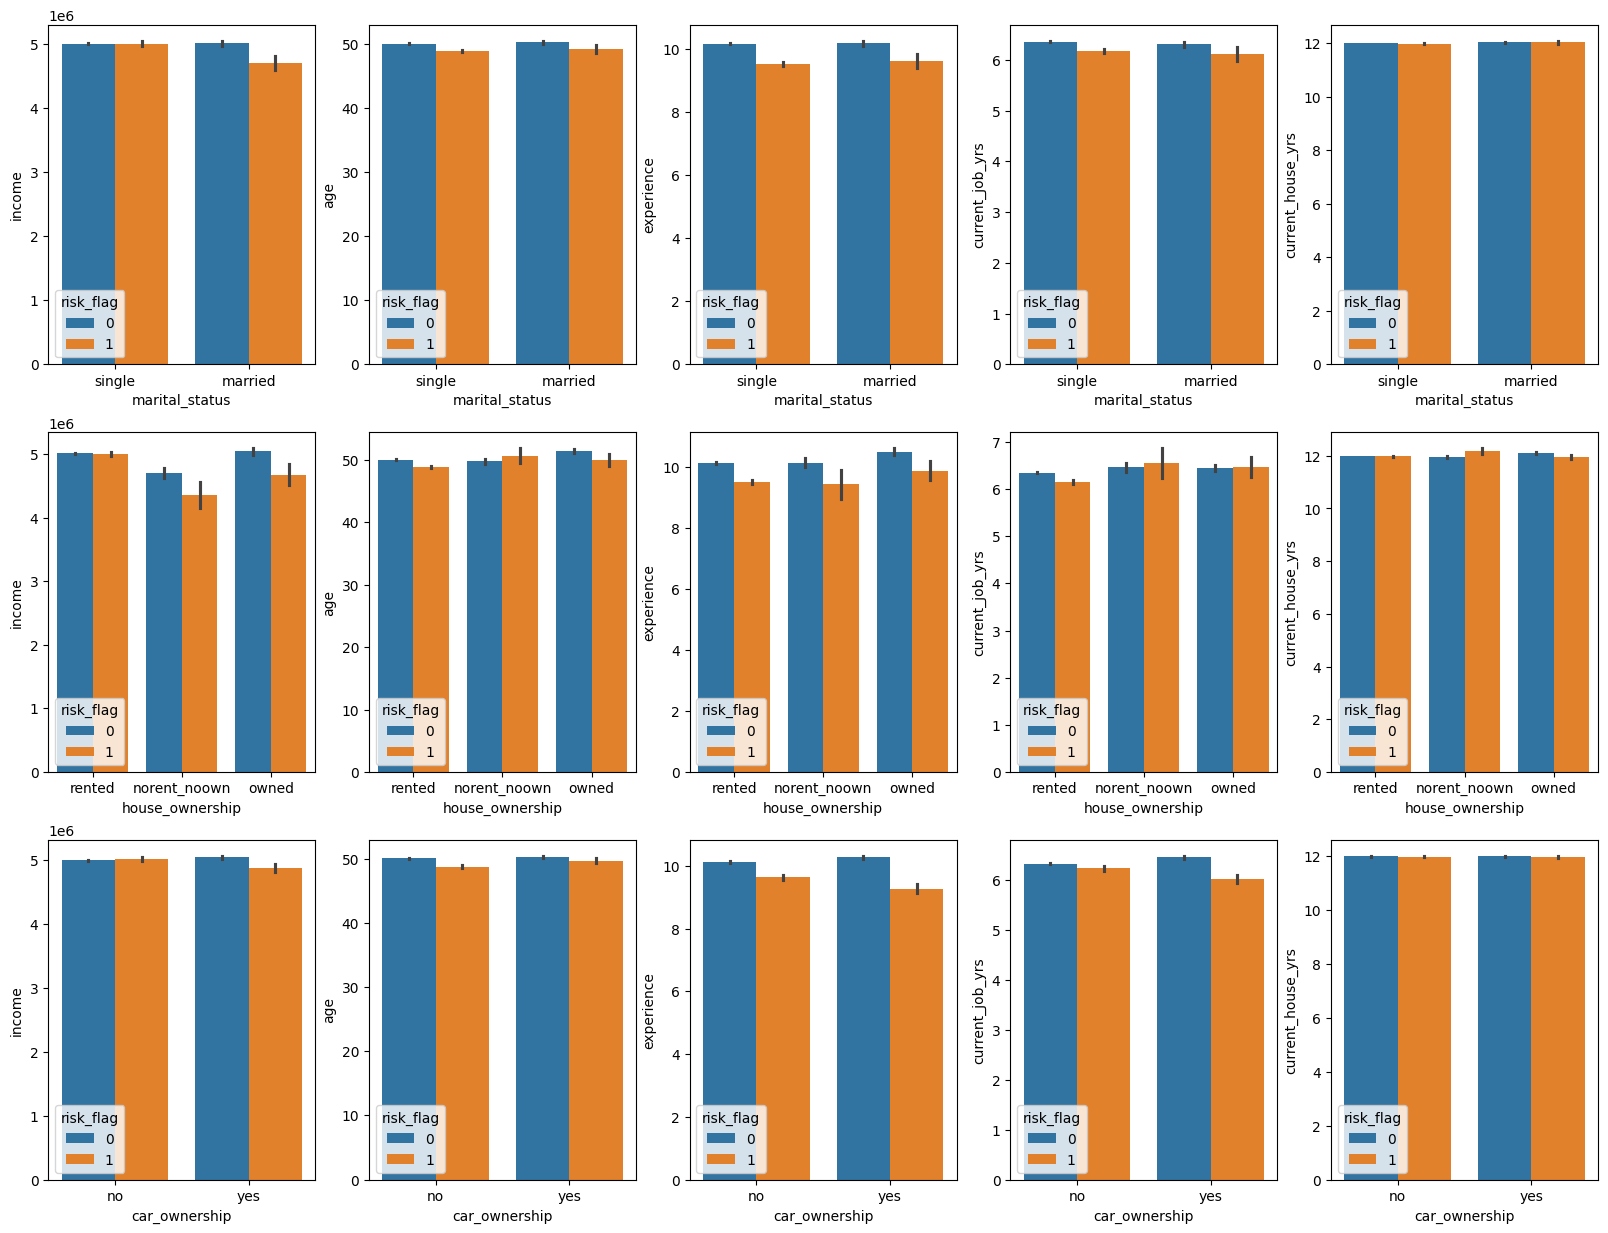 1e6
income
5
4
3
2
1
0
risk_flag
0
1
single married
marital_status
age
50
40
30
20
10
0
risk_flag
0
1
single married
marital_status
experience
10
8
6
4
2
0
risk_flag
0
1
single married
marital_status
current_job_yrs
6
5
4
3
2
1
0
risk_flag
0
1
single married
marital_status
current_house_yrs
12
10
8
6
4
2
0
risk_flag
0
1
single married
marital_status
1e6
income
5
4
3
2
1
0
risk_flag
0
1
rented norent_noown owned
house_ownership
age
50
40
30
20
10
0
risk_flag
0
1
rented norent_noown owned
house_ownership
experience
10
8
6
4
2
0
risk_flag
0
1
rented norent_noown owned
house_ownership
current_job_yrs
7
6
5
4
3
2
1
0
risk_flag
0
1
rented norent_noown owned
house_ownership
current_house_yrs
12
10
8
6
4
2
0
risk_flag
0
1
rented norent_noown owned
house_ownership
1e6
income
5
4
3
2
1
0
risk_flag
0
1
no yes
car_ownership
age
50
40
30
20
10
0
risk_flag
0
1
no yes
car_ownership
experience
10
8
6
4
2
0
risk_flag
0
1
no yes
car_ownership
current_job_yrs
6
5
4
3
2
1
0
risk_flag
0
1
no yes
car_ownership
current_house_yrs
12
10
8
6
4
2
0
risk_flag
0
1
no yes
car_ownership